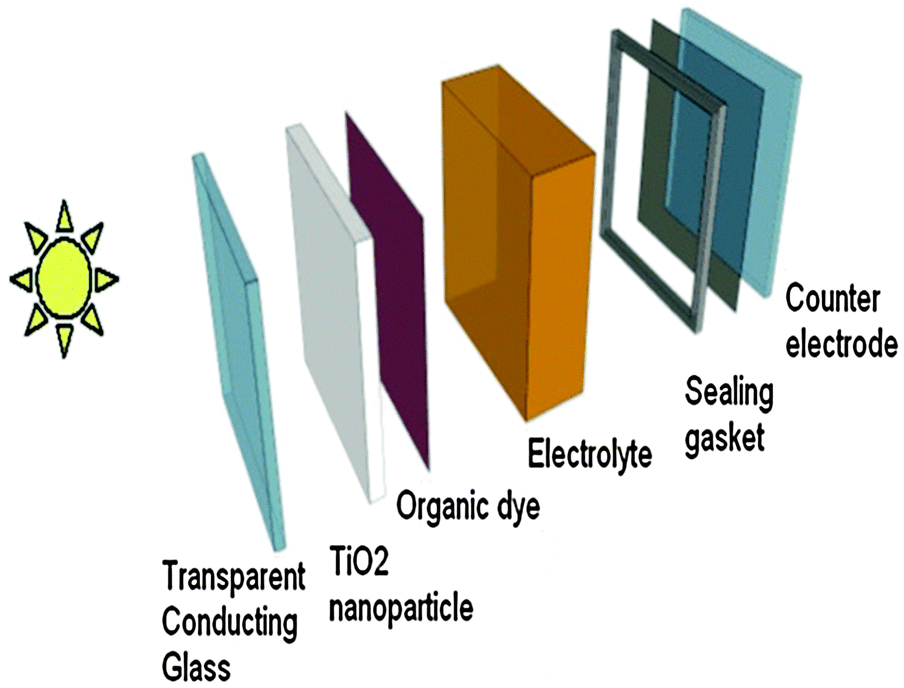 Transparent
Conducting
Glass
TiO2
nanoparticle
Organic dye
Electrolyte
Sealing
gasket
Counter
electrode